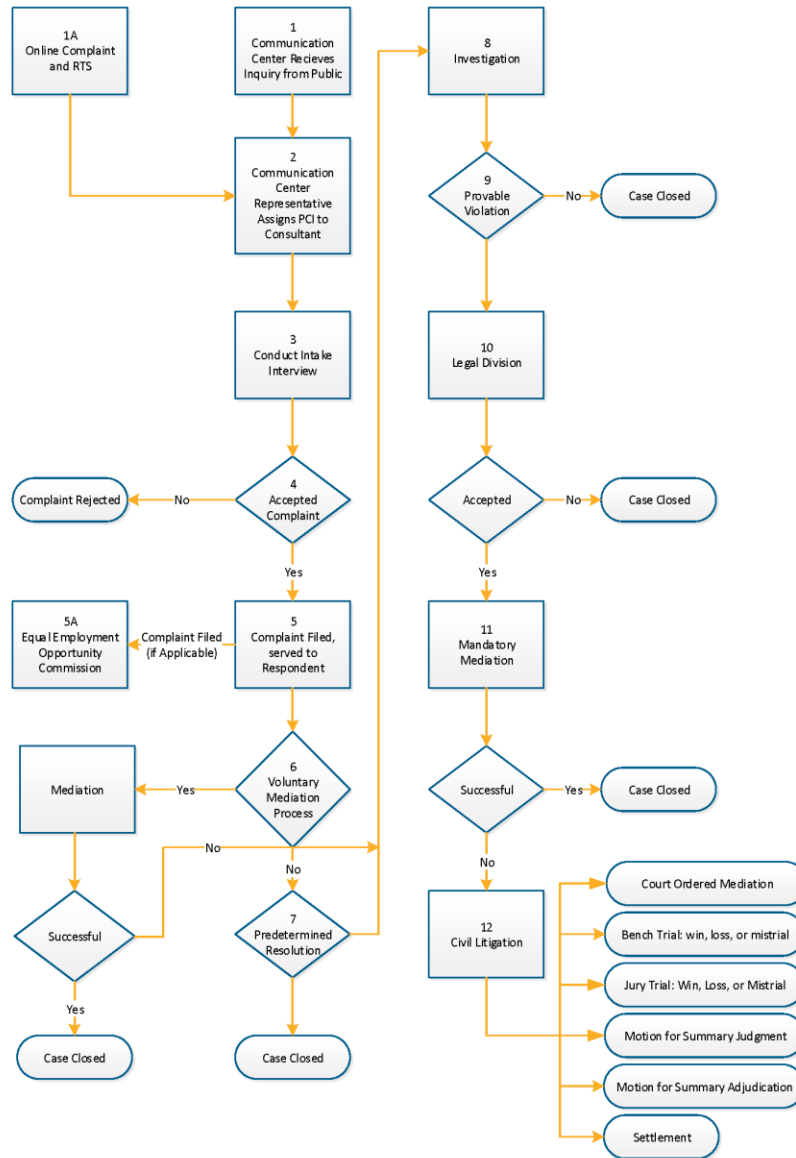 1A
Online Complaint
and RTS
1
Communication
Center Recieves
Inquiry from Public
2
Communication
Center
Representative
Assigns PCI to
Consultant
3
Conduct Intake
Interview
4
Accepted
Complaint
No
Complaint Rejected
Yes
5
Complaint Filed,
served to
Respondent
Complaint Filed
(if Applicable)
5A
Equal Employment
Opportunity
Commission
6
Voluntary
Mediation
Process
Yes
Mediation
No
Successful
No
Yes
Case Closed
7
Predetermined
Resolution
Case Closed
8
Investigation
9
Provable
Violation
No
Case Closed
10
Legal Division
Accepted
No
Case Closed
Yes
11
Mandatory
Mediation
Successful
Yes
Case Closed
No
12
Civil Litigation
Court Ordered Mediation
Bench Trial: win, loss, or mistrial
Jury Trial: Win, Loss, or Mistrial
Motion for Summary Judgment
Motion for Summary Adjudication
Settlement